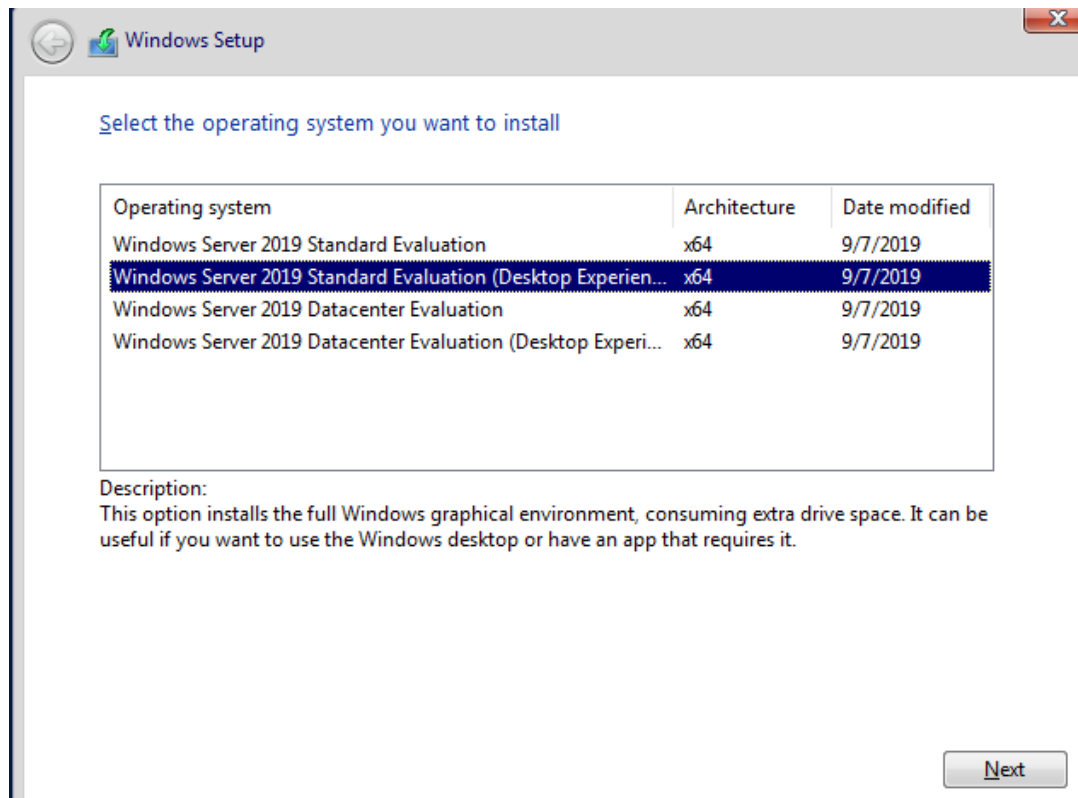 Windows Setup
Select the operating system you want to install
Operating system Architecture Date modified
Windows Server 2019 Standard Evaluation x64 9/7/2019
Windows Server 2019 Standard Evaluation (Desktop Experien... x64 9/7/2019
Windows Server 2019 Datacenter Evaluation x64 9/7/2019
Windows Server 2019 Datacenter Evaluation (Desktop Experi... x64 9/7/2019
Description:
This option installs the full Windows graphical environment, consuming extra drive space. It can be
useful if you want to use the Windows desktop or have an app that requires it.
Next